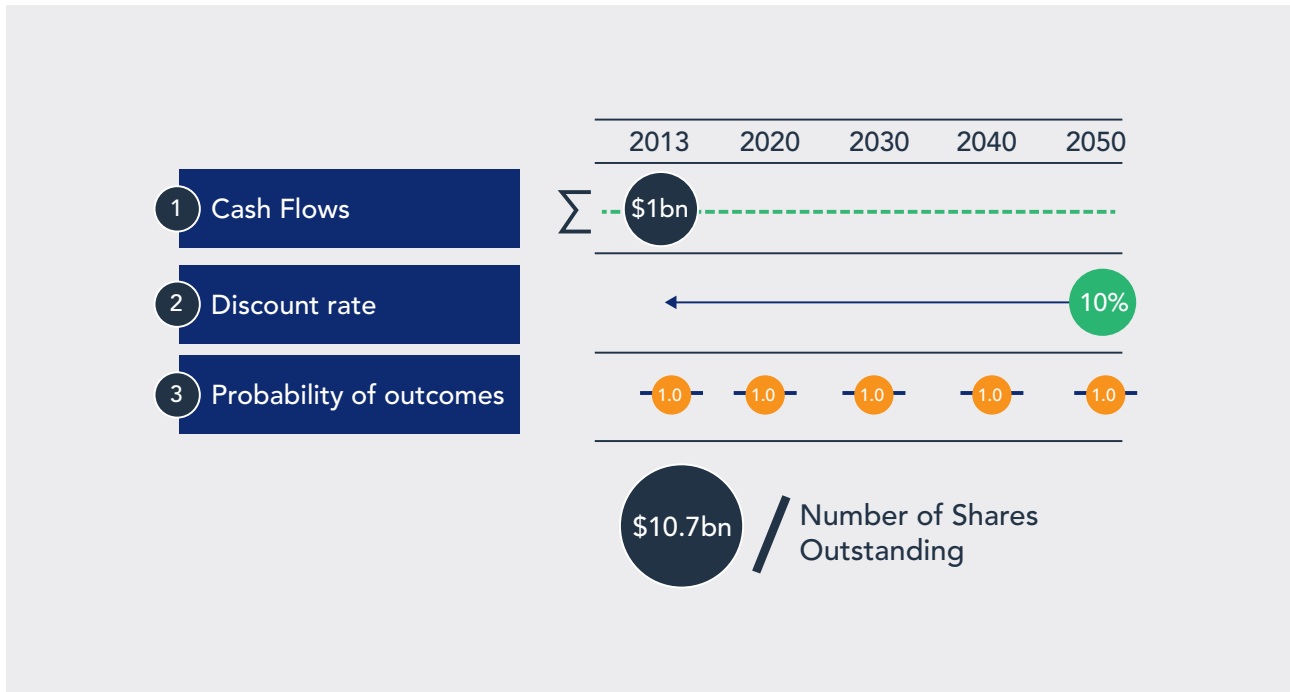 2013 2020 2030 2040 2050
1 Cash Flows
∑ $1bn
2 Discount rate
10%
3 Probability of outcomes
1.0 1.0 1.0 1.0 1.0
$10.7bn
/ Number of Shares
Outstanding